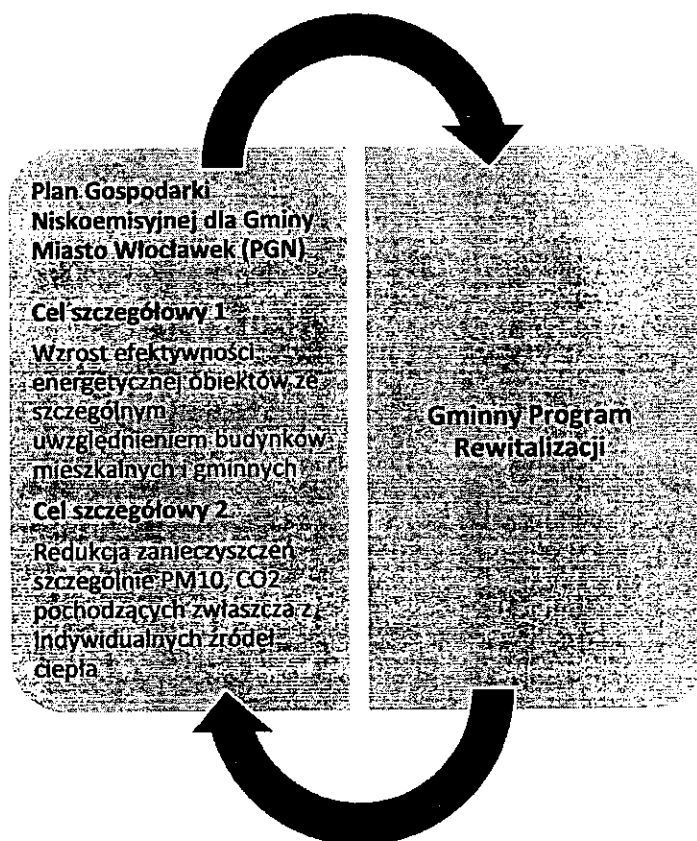 Plan Gospodarki
Niskoemisyjnej dla Gminy
Miasto Włocławek (PGN)
Cel szczegółowy 1
Wzrost efektywności
energetycznej obiektów ze
szczególnym
uwzględnieniem budynków
mieszkalnych i gminnych
Cel szczegółowy 2
Redukcja zanieczyszczeń
szczególnie PM10, CO2
pochodzących zwłaszcza z
indywidualnych źródeł
ciepła
Gminny Program
Rewitalizacji